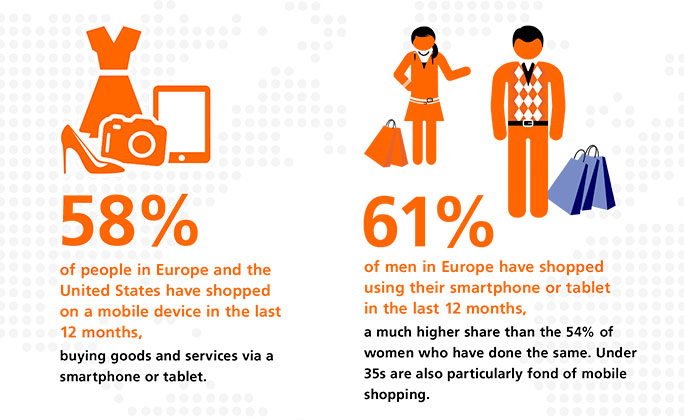 58%
of people in Europe and the
United States have shopped
on a mobile device in the last
12 months,
buying goods and services via a
smartphone or tablet.
61%
of men in Europe have shopped
using their smartphone or tablet
in the last 12 months,
a much higher share than the 54% of
women who have done the same. Under
35s are also particularly fond of mobile
shopping.